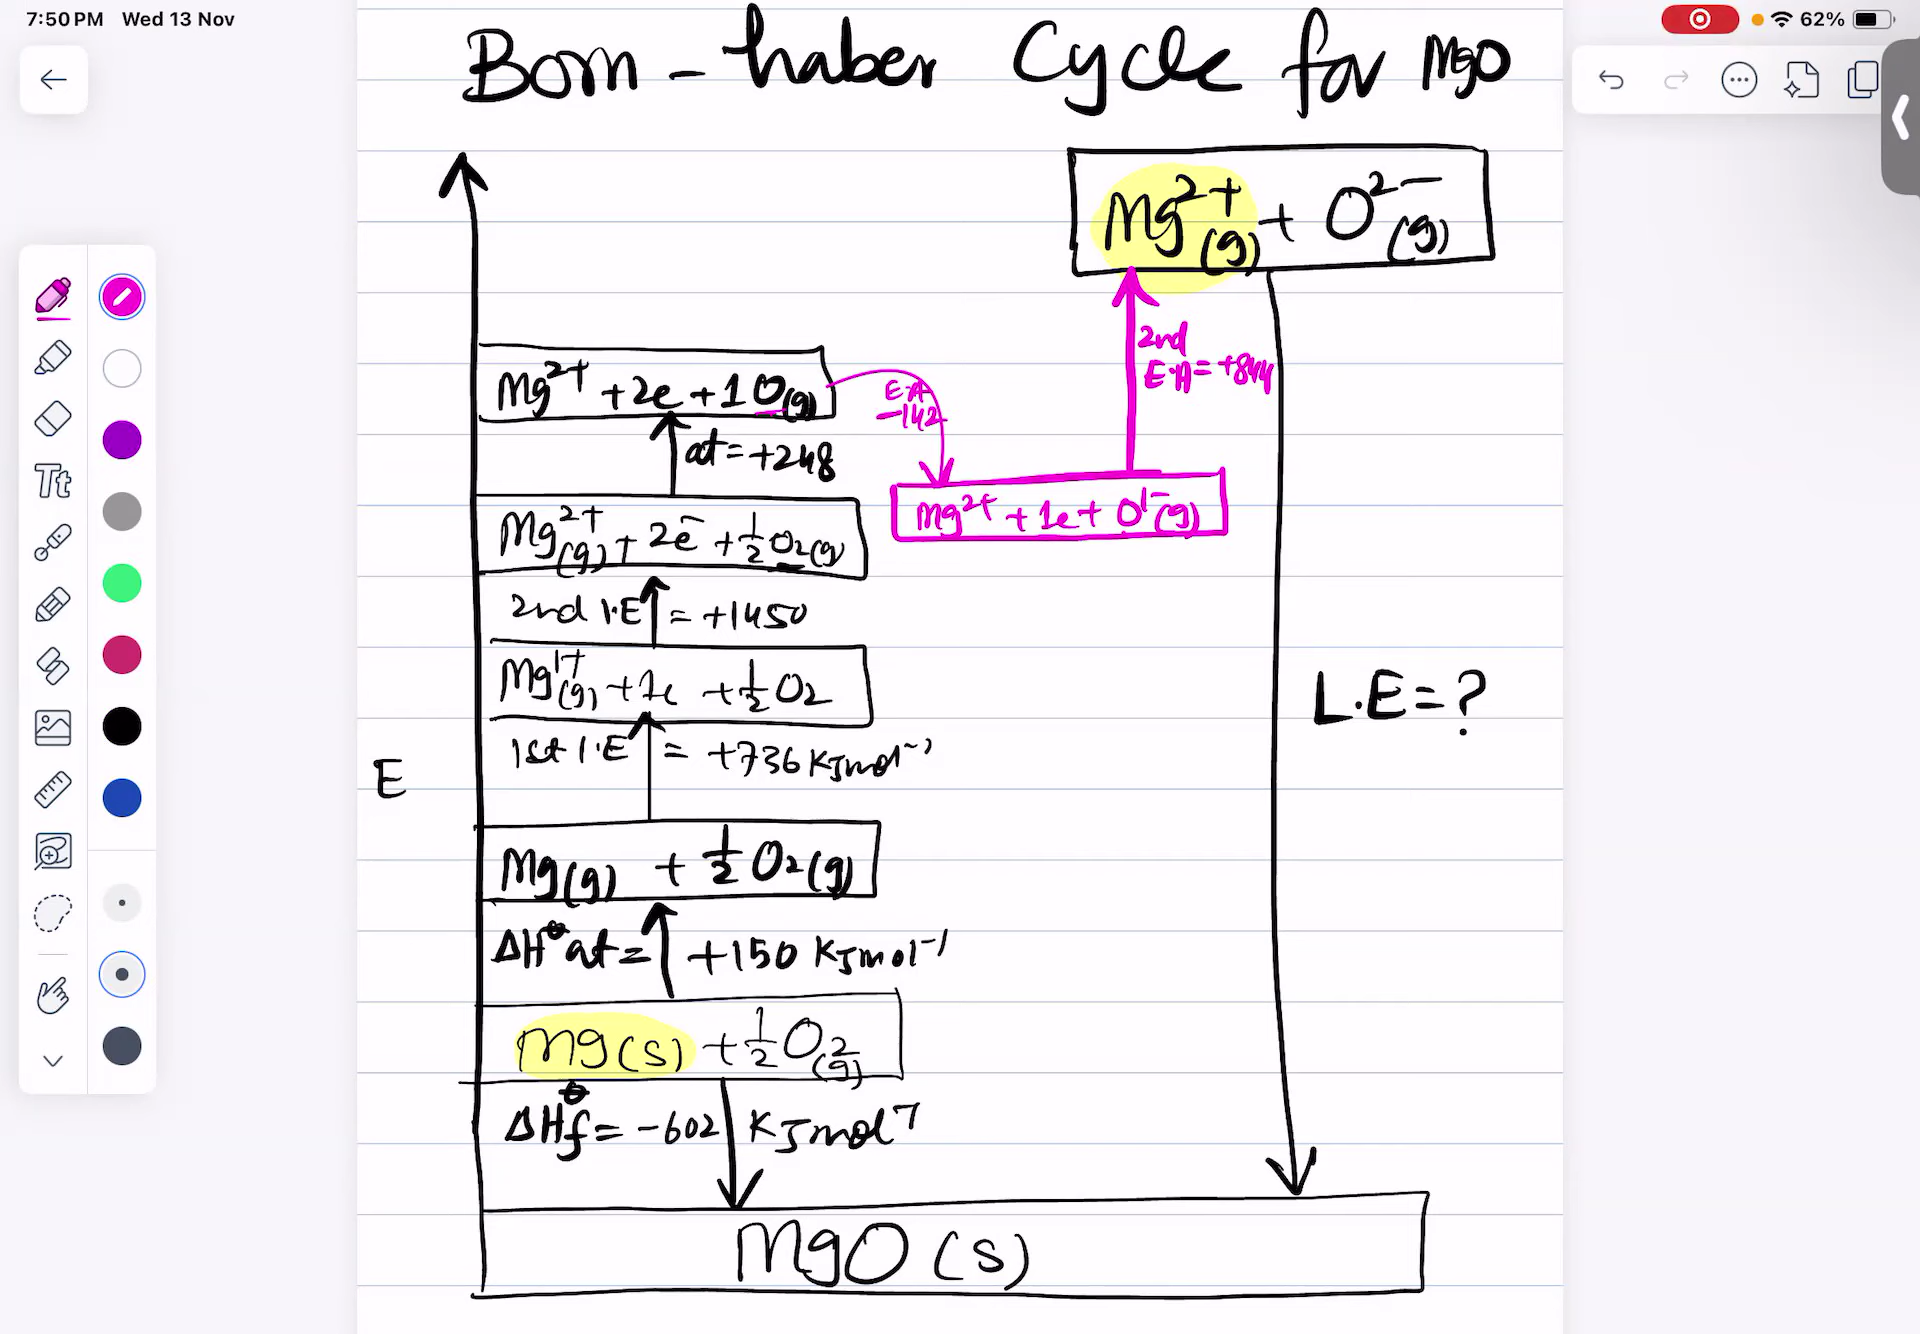 7:50 PM Wed 13 Nov
62%
Born - haber Cycle for MgO
Mg²⁺(g) + O²⁻(g)
2nd
E.A = +844
Mg²⁺ + 2e + 1 O(g)
E.A
-142
at = +248
Mg²⁺ + 1e + O¹⁻(g)
Mg²⁺(g) + 2e⁻ + ½ O₂(g)
2nd I.E = +1450
Mg¹⁺(g) + 1e + ½ O₂
L.E = ?
1st I.E = +736 KJmol⁻¹
E
Mg(g) + ½ O₂(g)
ΔH⦵at = +150 KJmol⁻¹
Mg(s) + ½ O₂(g)
ΔH⦵f = -602 KJmol⁻¹
MgO(s)
Tt